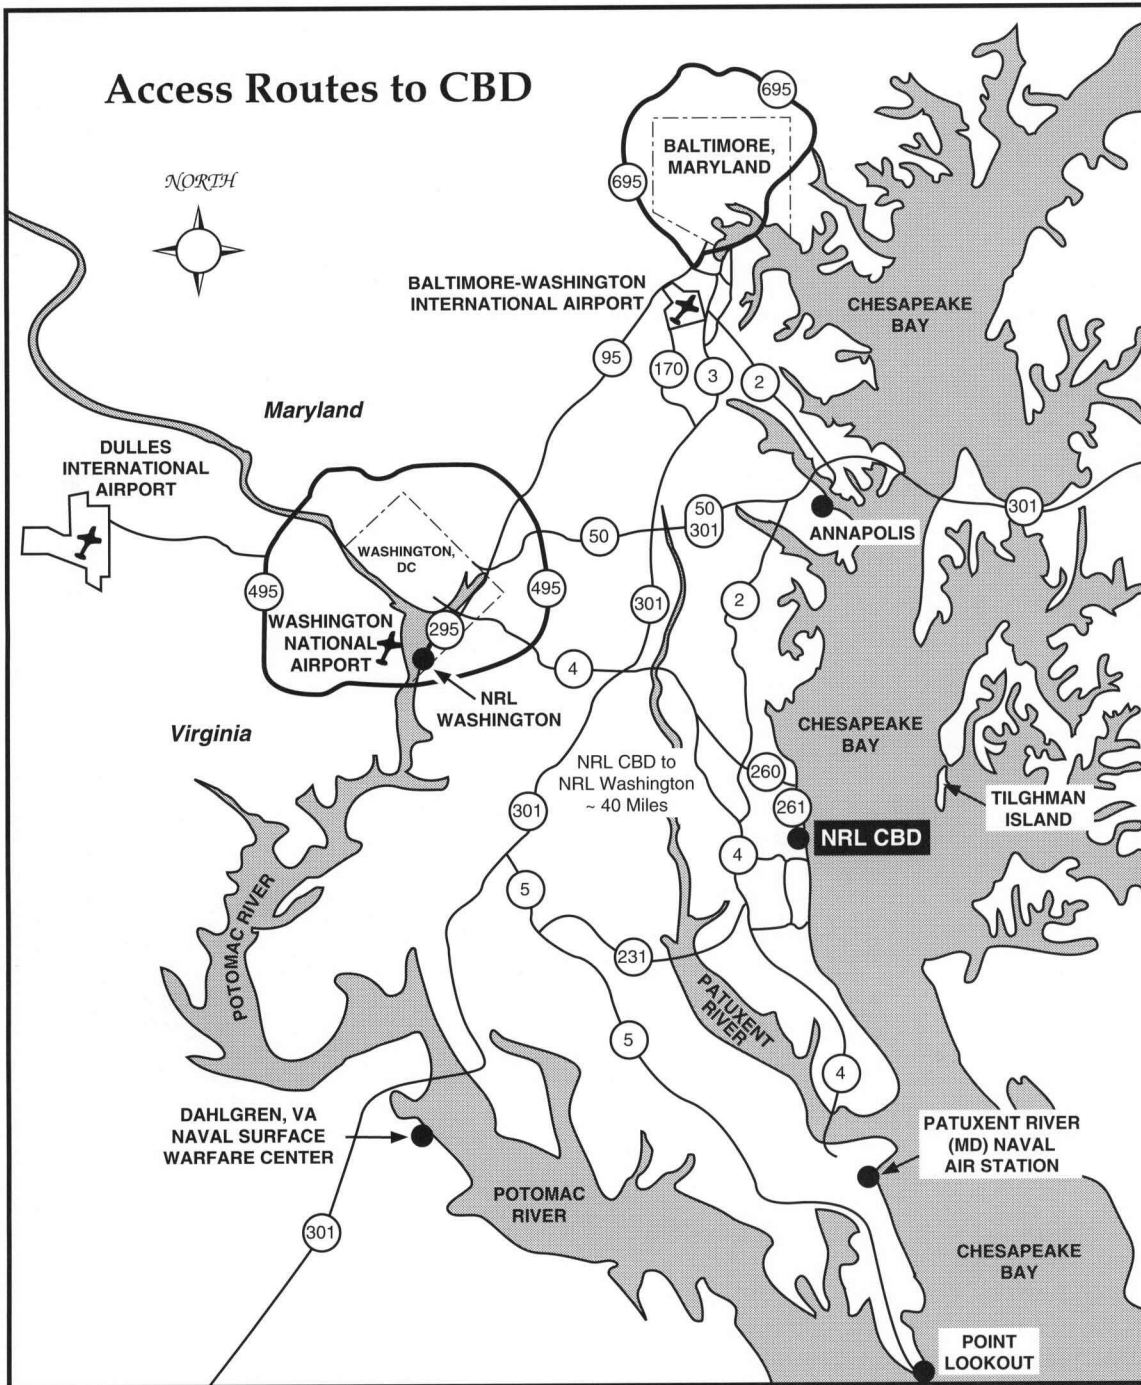 Access Routes to CBD
NORTH
695
BALTIMORE,
MARYLAND
695
BALTIMORE-WASHINGTON
INTERNATIONAL AIRPORT
CHESAPEAKE
BAY
95
170
3
2
Maryland
DULLES
INTERNATIONAL
AIRPORT
50
301
301
ANNAPOLIS
50
WASHINGTON,
DC
495
495
301
2
WASHINGTON
NATIONAL
AIRPORT
295
4
NRL
WASHINGTON
Virginia
CHESAPEAKE
BAY
NRL CBD to
NRL Washington
~ 40 Miles
260
261
TILGHMAN
ISLAND
301
NRL CBD
4
5
POTOMAC RIVER
231
PATUXENT
RIVER
5
4
DAHLGREN, VA
NAVAL SURFACE
WARFARE CENTER
PATUXENT RIVER
(MD) NAVAL
AIR STATION
POTOMAC
RIVER
301
CHESAPEAKE
BAY
POINT
LOOKOUT